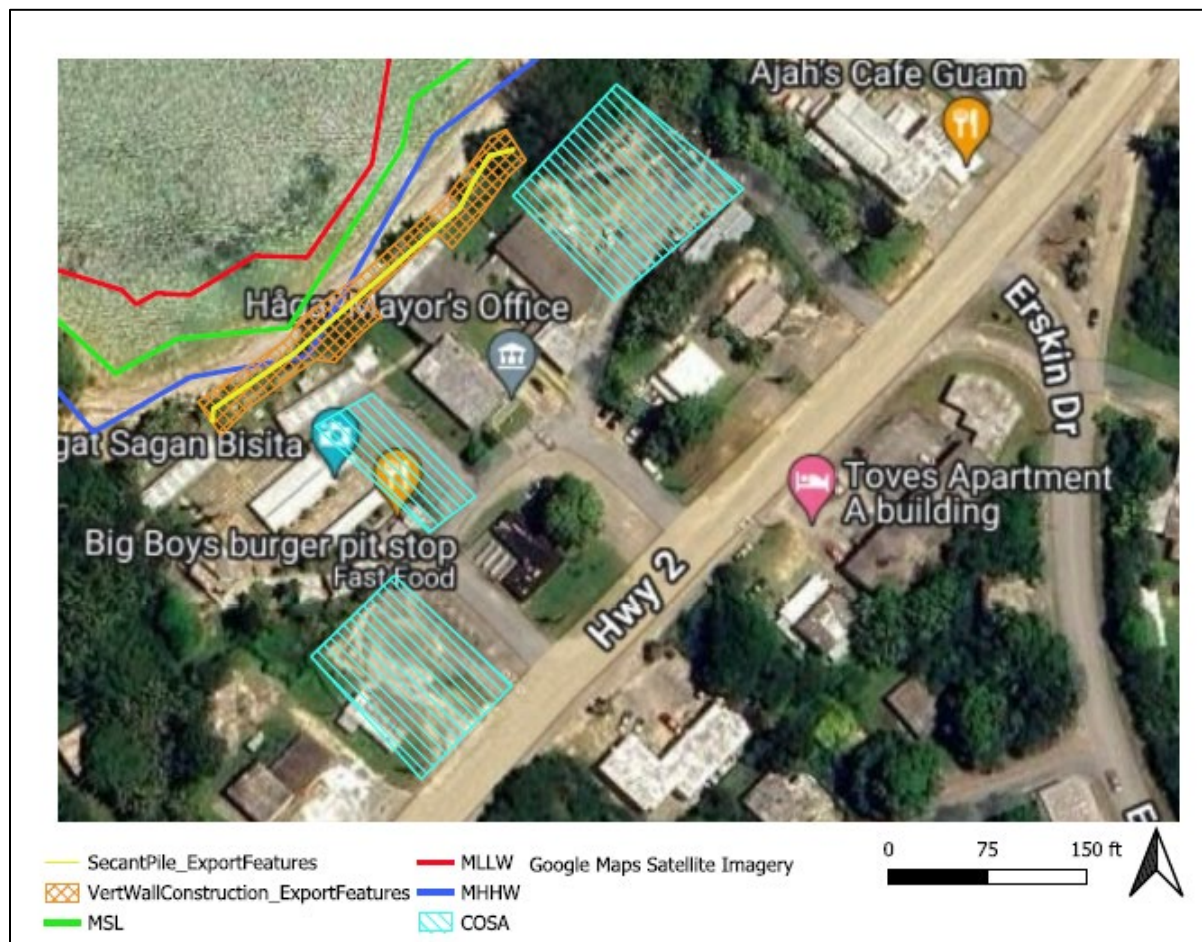 Ajah's Cafe Guam
Hågat Mayor's Office
Erskin Dr
gat Sagan Bisita
Toves Apartment
A building
Big Boys burger pit stop
Fast Food
Hwy 2
E
SecantPile_ExportFeatures
VertWallConstruction_ExportFeatures
MSL
MLLW
MHHW
COSA
Google Maps Satellite Imagery
0 75 150 ft